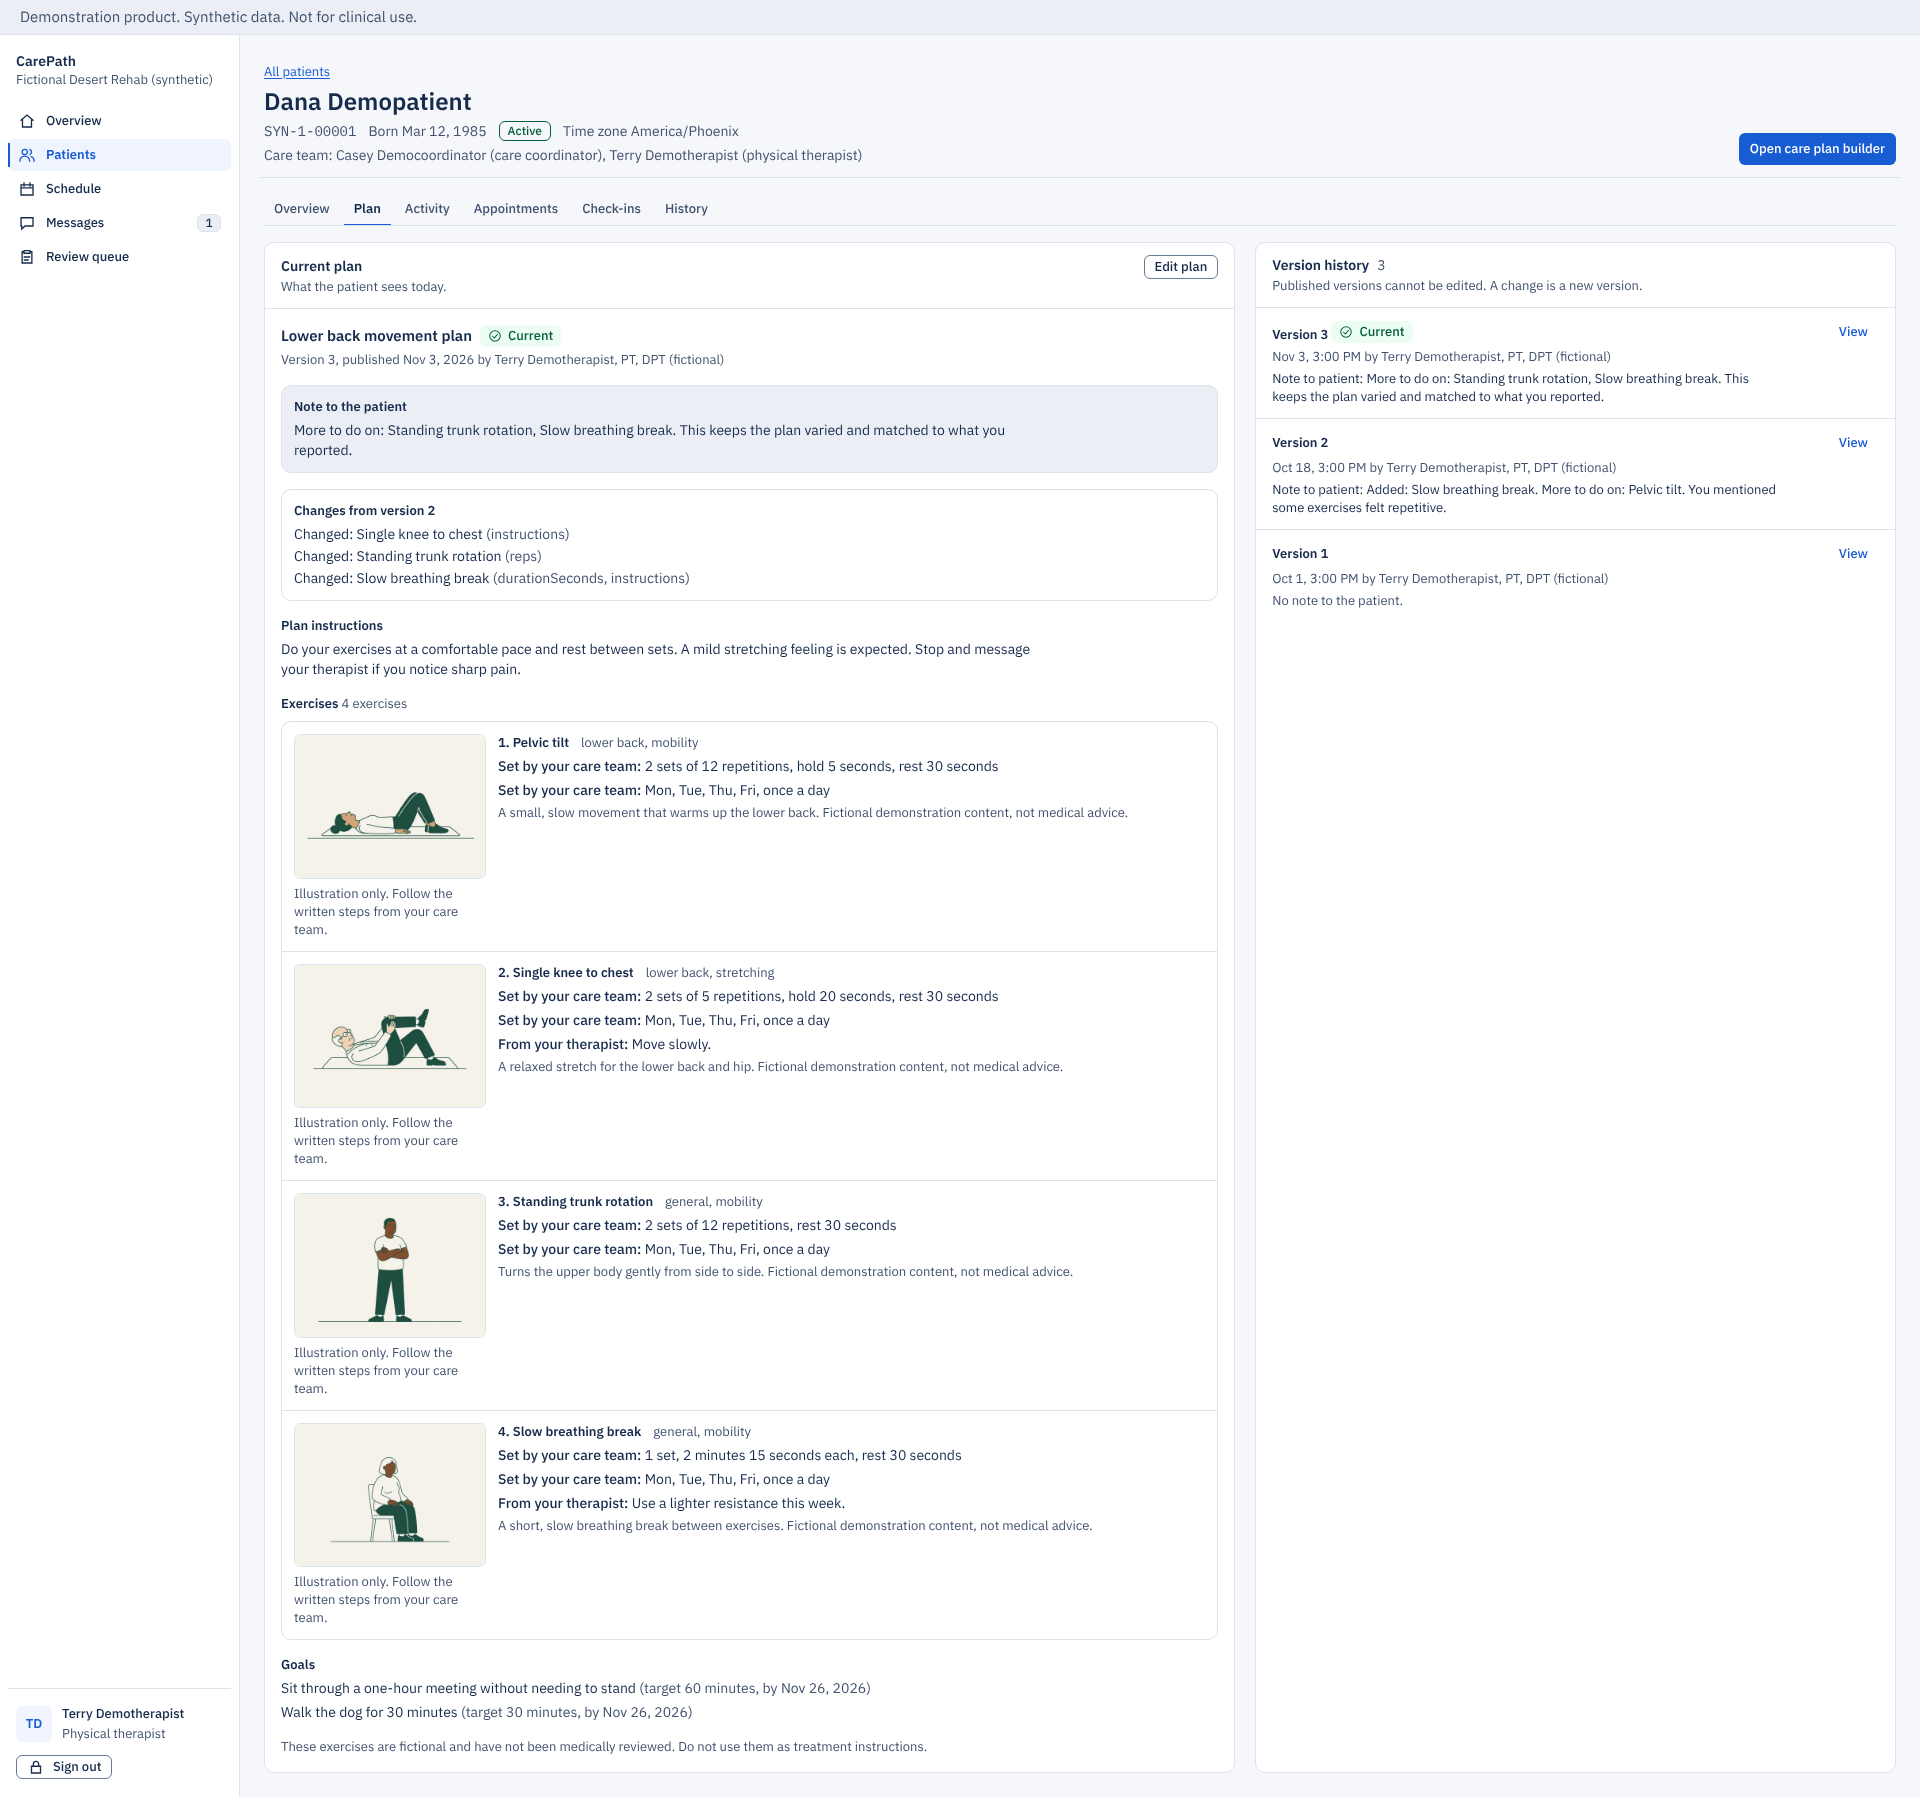 Demonstration product. Synthetic data. Not for clinical use.
CarePath
Fictional Desert Rehab (synthetic)
Overview
Patients
Schedule
Messages 1
Review queue
Terry Demotherapist
TD
Physical therapist
Sign out
All patients
Dana Demopatient
SYN-1-00001 Born Mar 12, 1985 Active Time zone America/Phoenix
Care team: Casey Democoordinator (care coordinator), Terry Demotherapist (physical therapist)
Open care plan builder
Overview Plan Activity Appointments Check-ins History
Current plan
What the patient sees today.
Edit plan
Lower back movement plan Current
Version 3, published Nov 3, 2026 by Terry Demotherapist, PT, DPT (fictional)
Note to the patient
More to do on: Standing trunk rotation, Slow breathing break. This keeps the plan varied and matched to what you
reported.
Changes from version 2
Changed: Single knee to chest (instructions)
Changed: Standing trunk rotation (reps)
Changed: Slow breathing break (durationSeconds, instructions)
Plan instructions
Do your exercises at a comfortable pace and rest between sets. A mild stretching feeling is expected. Stop and message
your therapist if you notice sharp pain.
Exercises 4 exercises
1. Pelvic tilt lower back, mobility
Set by your care team: 2 sets of 12 repetitions, hold 5 seconds, rest 30 seconds
Set by your care team: Mon, Tue, Thu, Fri, once a day
A small, slow movement that warms up the lower back. Fictional demonstration content, not medical advice.
Illustration only. Follow the
written steps from your care
team.
2. Single knee to chest lower back, stretching
Set by your care team: 2 sets of 5 repetitions, hold 20 seconds, rest 30 seconds
Set by your care team: Mon, Tue, Thu, Fri, once a day
From your therapist: Move slowly.
A relaxed stretch for the lower back and hip. Fictional demonstration content, not medical advice.
Illustration only. Follow the
written steps from your care
team.
3. Standing trunk rotation general, mobility
Set by your care team: 2 sets of 12 repetitions, rest 30 seconds
Set by your care team: Mon, Tue, Thu, Fri, once a day
Turns the upper body gently from side to side. Fictional demonstration content, not medical advice.
Illustration only. Follow the
written steps from your care
team.
4. Slow breathing break general, mobility
Set by your care team: 1 set, 2 minutes 15 seconds each, rest 30 seconds
Set by your care team: Mon, Tue, Thu, Fri, once a day
From your therapist: Use a lighter resistance this week.
A short, slow breathing break between exercises. Fictional demonstration content, not medical advice.
Illustration only. Follow the
written steps from your care
team.
Goals
Sit through a one-hour meeting without needing to stand (target 60 minutes, by Nov 26, 2026)
Walk the dog for 30 minutes (target 30 minutes, by Nov 26, 2026)
These exercises are fictional and have not been medically reviewed. Do not use them as treatment instructions.
Version history 3
Published versions cannot be edited. A change is a new version.
Version 3 Current View
Nov 3, 3:00 PM by Terry Demotherapist, PT, DPT (fictional)
Note to patient: More to do on: Standing trunk rotation, Slow breathing break. This
keeps the plan varied and matched to what you reported.
Version 2 View
Oct 18, 3:00 PM by Terry Demotherapist, PT, DPT (fictional)
Note to patient: Added: Slow breathing break. More to do on: Pelvic tilt. You mentioned
some exercises felt repetitive.
Version 1 View
Oct 1, 3:00 PM by Terry Demotherapist, PT, DPT (fictional)
No note to the patient.